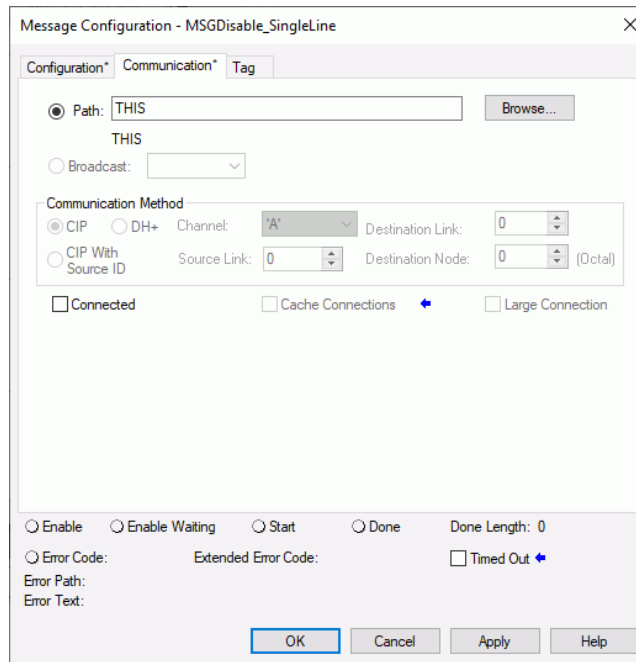 Message Configuration - MSGDisable_SingleLine
Configuration* Communication* Tag
Path: THIS Browse...
THIS
Broadcast:
Communication Method
CIP DH+ Channel: 'A' Destination Link: 0
CIP With Source ID Source Link: 0 Destination Node: 0 (Octal)
Connected Cache Connections Large Connection
Enable Enable Waiting Start Done Done Length: 0
Error Code: Extended Error Code: Timed Out
Error Path:
Error Text:
OK Cancel Apply Help